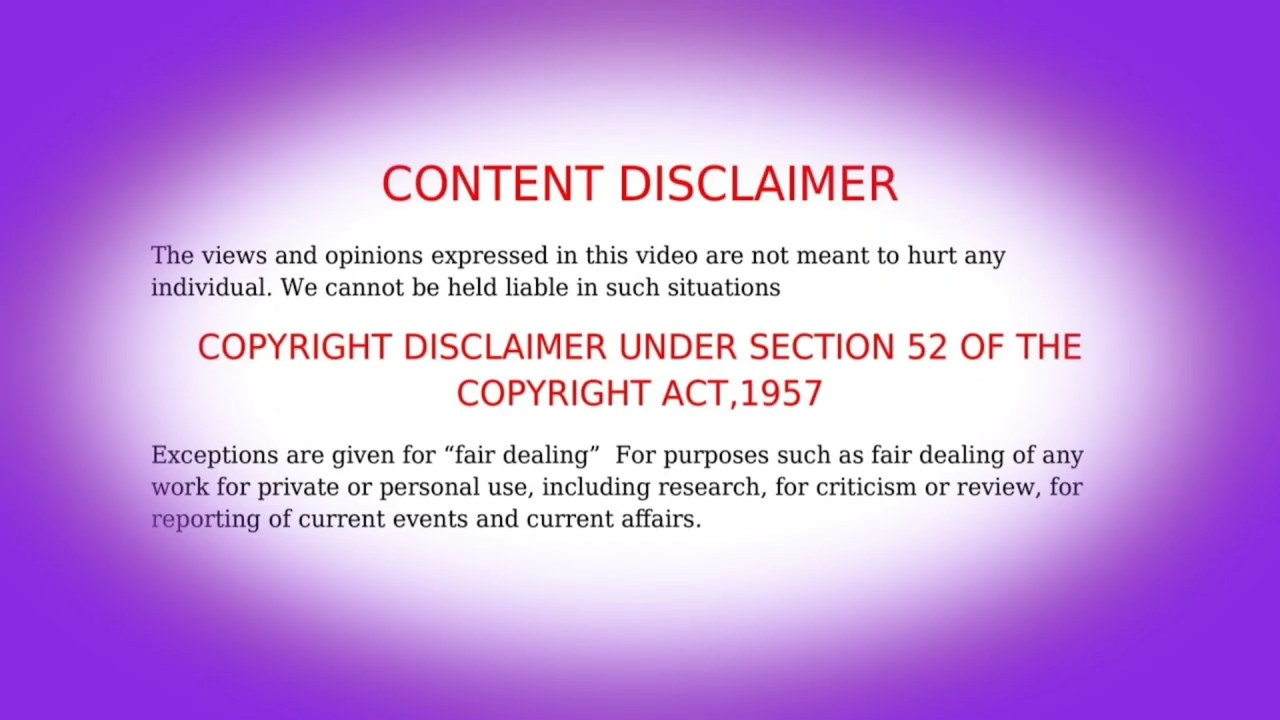 CONTENT DISCLAIMER
The views and opinions expressed in this video are not meant to hurt any
individual. We cannot be held liable in such situations
COPYRIGHT DISCLAIMER UNDER SECTION 52 OF THE
COPYRIGHT ACT,1957
Exceptions are given for “fair dealing”  For purposes such as fair dealing of any
work for private or personal use, including research, for criticism or review, for
reporting of current events and current affairs.